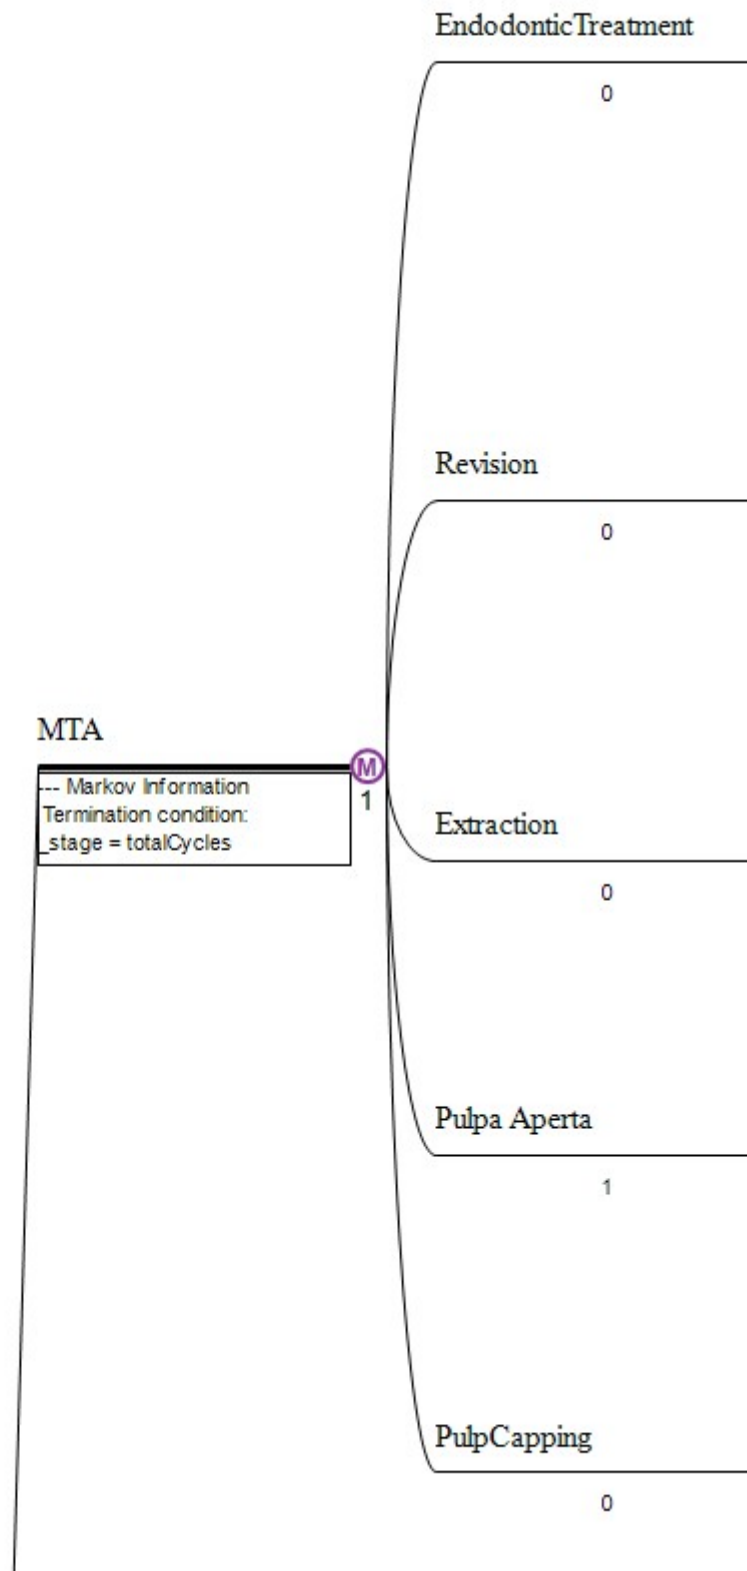 EndodonticTreatment
0
Revision
0
MTA
M
--- Markov Information
Termination condition:
_stage = totalCycles
1
Extraction
0
Pulpa Aperta
1
PulpCapping
0